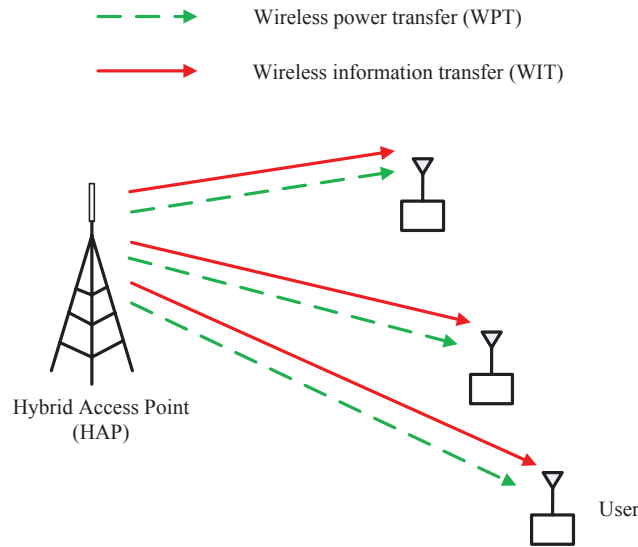 Wireless power transfer (WPT)
Wireless information transfer (WIT)
Hybrid Access Point
(HAP)
User